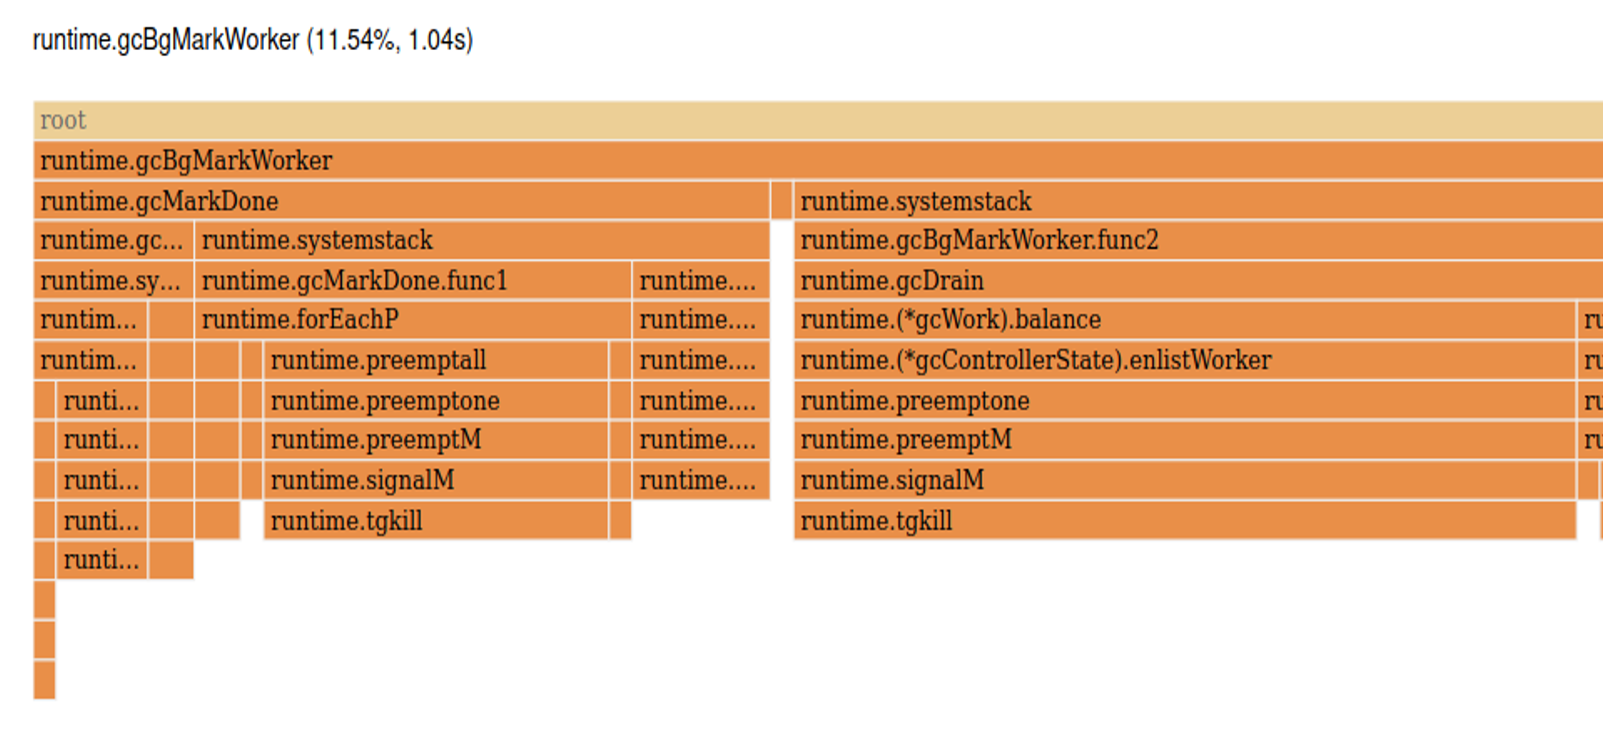 runtime.gcBgMarkWorker (11.54%, 1.04s)
root
runtime.gcBgMarkWorker
runtime.gcMarkDone runtime.systemstack
runtime.gc... runtime.systemstack runtime.gcBgMarkWorker.func2
runtime.sy... runtime.gcMarkDone.func1 runtime.... runtime.gcDrain
runtim... runtime.forEachP runtime.... runtime.(*gcWork).balance ru
runtim... runtime.preemptall runtime.... runtime.(*gcControllerState).enlistWorker ru
runti... runtime.preemptone runtime.... runtime.preemptone ru
runti... runtime.preemptM runtime.... runtime.preemptM ru
runti... runtime.signalM runtime.... runtime.signalM
runti... runtime.tgkill runtime.tgkill
runti...